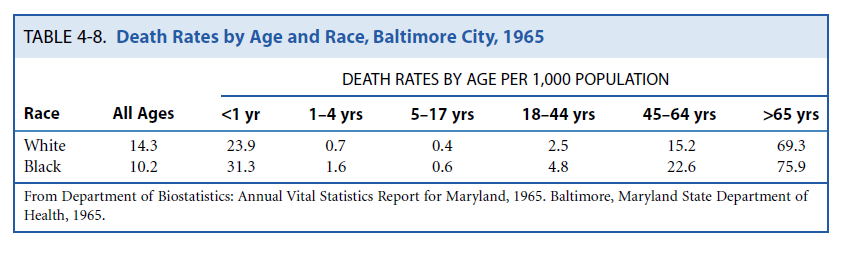 TABLE 4-8. Death Rates by Age and Race, Baltimore City, 1965
DEATH RATES BY AGE PER 1,000 POPULATION
Race All Ages <1 yr 1–4 yrs 5–17 yrs 18–44 yrs 45–64 yrs >65 yrs
White 14.3 23.9 0.7 0.4 2.5 15.2 69.3
Black 10.2 31.3 1.6 0.6 4.8 22.6 75.9
From Department of Biostatistics: Annual Vital Statistics Report for Maryland, 1965. Baltimore, Maryland State Department of
Health, 1965.